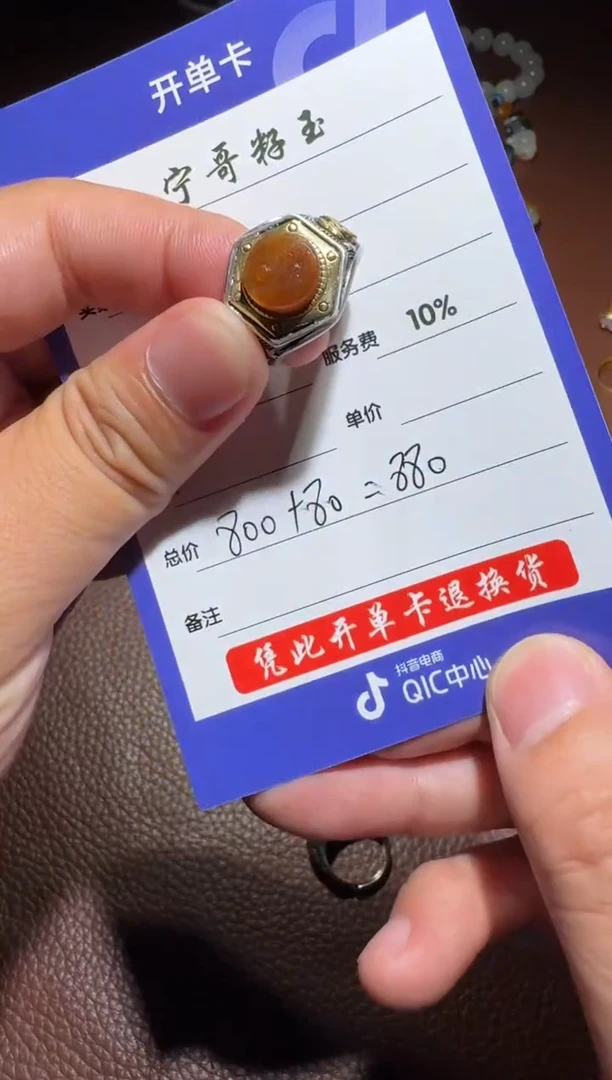 开单卡
宁哥籽玉
服务费 10%
单价
总价 800+80=880
备注
凭此开单卡退换货
抖音电商
QIC中心